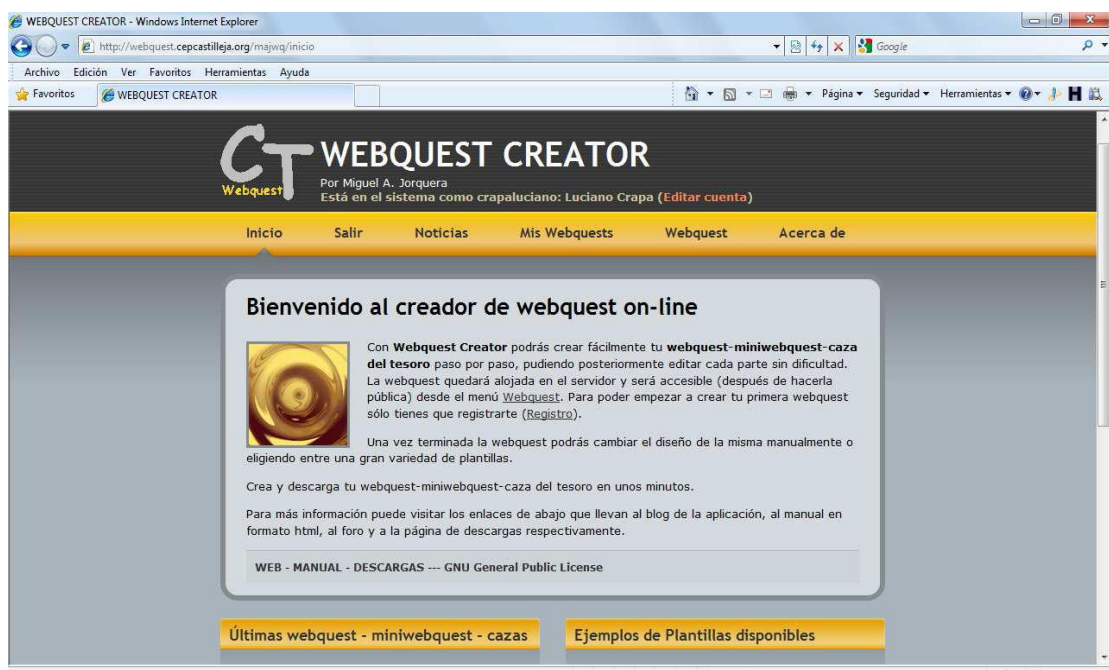 WEBQUEST CREATOR - Windows Internet Explorer
http://webquest.cepcastilleja.org/majwq/inicio
Google
Archivo Edición Ver Favoritos Herramientas Ayuda
Favoritos WEBQUEST CREATOR Página Seguridad Herramientas
CT
Webquest
WEBQUEST CREATOR
Por Miguel A. Jorquera
Está en el sistema como crapaluciano: Luciano Crapa (Editar cuenta)
Inicio Salir Noticias Mis Webquests Webquest Acerca de
Bienvenido al creador de webquest on-line
Con Webquest Creator podrás crear fácilmente tu webquest-miniwebquest-caza
del tesoro paso por paso, pudiendo posteriormente editar cada parte sin dificultad.
La webquest quedará alojada en el servidor y será accesible (después de hacerla
pública) desde el menú Webquest. Para poder empezar a crear tu primera webquest
sólo tienes que registrarte (Registro).
Una vez terminada la webquest podrás cambiar el diseño de la misma manualmente o
eligiendo entre una gran variedad de plantillas.
Crea y descarga tu webquest-miniwebquest-caza del tesoro en unos minutos.
Para más información puede visitar los enlaces de abajo que llevan al blog de la aplicación, al manual en
formato html, al foro y a la página de descargas respectivamente.
WEB - MANUAL - DESCARGAS --- GNU General Public License
Últimas webquest - miniwebquest - cazas
Ejemplos de Plantillas disponibles